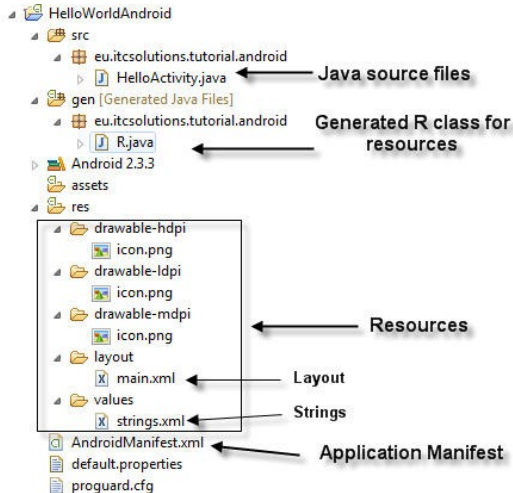 HelloWorldAndroid
src
eu.itcsolutions.tutorial.android
HelloActivity.java
Java source files
gen [Generated Java Files]
eu.itcsolutions.tutorial.android
R.java
Generated R class for
resources
Android 2.3.3
assets
res
drawable-hdpi
icon.png
drawable-ldpi
icon.png
drawable-mdpi
icon.png
Resources
layout
main.xml
Layout
values
strings.xml
Strings
AndroidManifest.xml
Application Manifest
default.properties
proguard.cfg